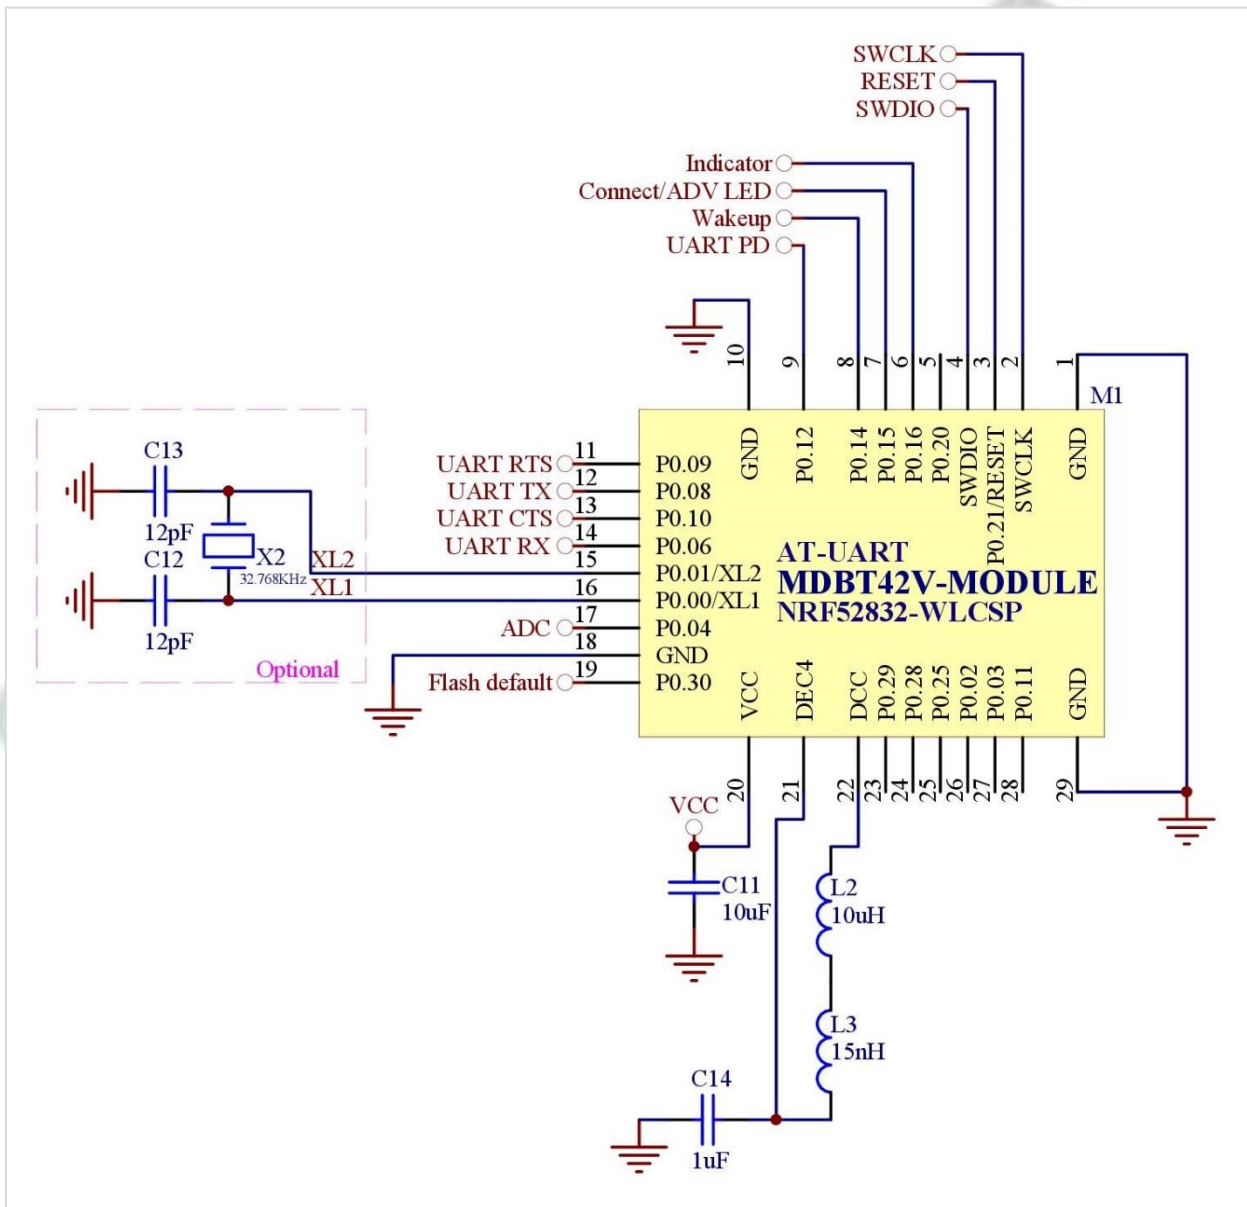 SWCLK
RESET
SWDIO
Indicator
Connect/ADV LED
Wakeup
UART PD
10
9
8
7
6
5
4
3
2
1
M1
GND
P0.12
P0.14
P0.15
P0.16
P0.20
SWDIO
P0.21/RESET
SWCLK
GND
C13
12pF
C12
12pF
X2
32.768KHz
XL2
XL1
Optional
UART RTS 11 P0.09
UART TX 12 P0.08
UART CTS 13 P0.10
UART RX 14 P0.06
15 P0.01/XL2
16 P0.00/XL1
ADC 17 P0.04
18 GND
Flash default 19 P0.30
AT-UART
MDBT42V-MODULE
NRF52832-WLCSP
VCC
DEC4
DCC
P0.29
P0.28
P0.25
P0.02
P0.03
P0.11
GND
20
21
22
23
24
25
26
27
28
29
VCC
C11
10uF
L2
10uH
L3
15nH
C14
1uF